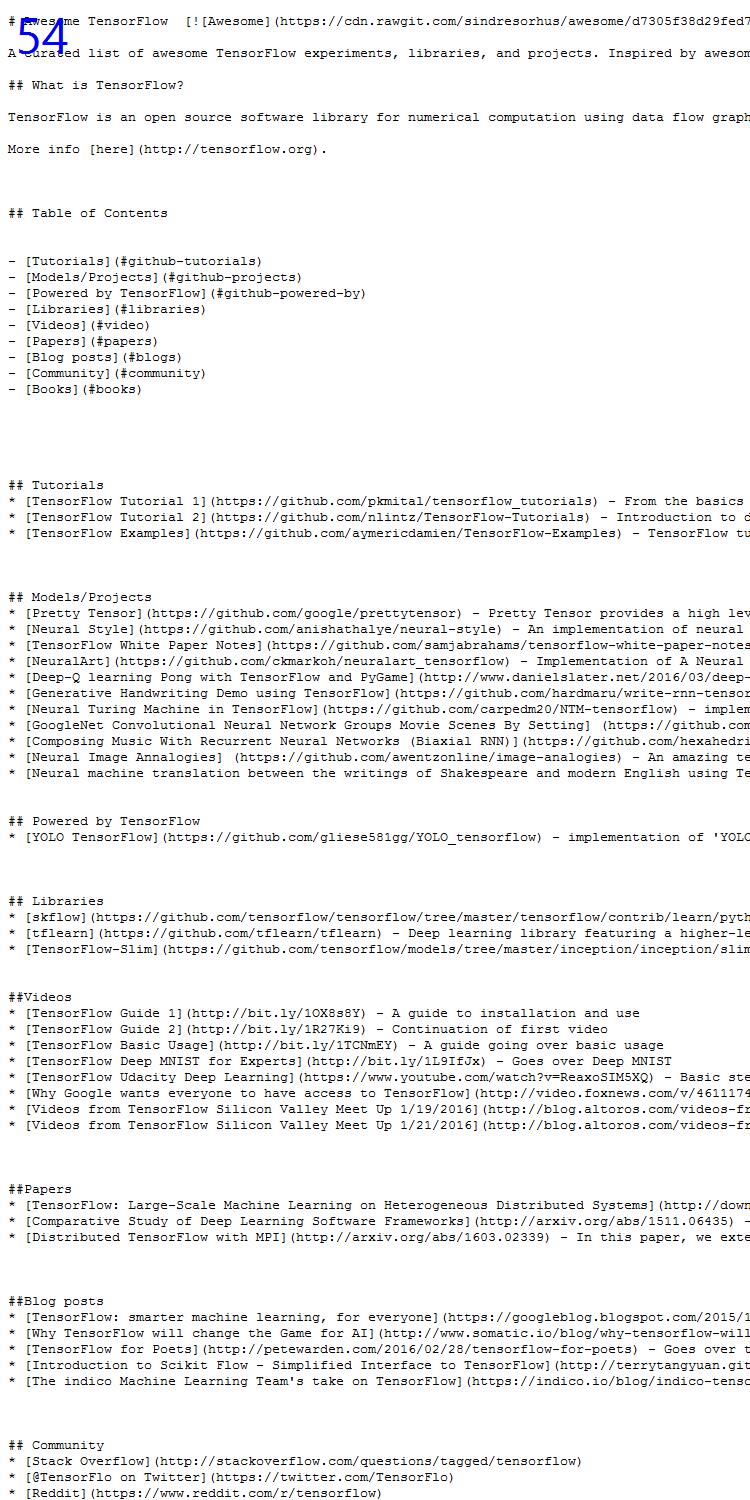 54
# Awesome TensorFlow  [![Awesome](https://cdn.rawgit.com/sindresorhus/awesome/d7305f38d29fed7
A curated list of awesome TensorFlow experiments, libraries, and projects. Inspired by awesom
## What is TensorFlow?
TensorFlow is an open source software library for numerical computation using data flow graph
More info [here](http://tensorflow.org).
## Table of Contents
- [Tutorials](#github-tutorials)
- [Models/Projects](#github-projects)
- [Powered by TensorFlow](#github-powered-by)
- [Libraries](#libraries)
- [Videos](#video)
- [Papers](#papers)
- [Blog posts](#blogs)
- [Community](#community)
- [Books](#books)
## Tutorials
* [TensorFlow Tutorial 1](https://github.com/pkmital/tensorflow_tutorials) - From the basics
* [TensorFlow Tutorial 2](https://github.com/nlintz/TensorFlow-Tutorials) - Introduction to d
* [TensorFlow Examples](https://github.com/aymericdamien/TensorFlow-Examples) - TensorFlow tu
## Models/Projects
* [Pretty Tensor](https://github.com/google/prettytensor) - Pretty Tensor provides a high lev
* [Neural Style](https://github.com/anishathalye/neural-style) - An implementation of neural
* [TensorFlow White Paper Notes](https://github.com/samjabrahams/tensorflow-white-paper-notes
* [NeuralArt](https://github.com/ckmarkoh/neuralart_tensorflow) - Implementation of A Neural
* [Deep-Q learning Pong with TensorFlow and PyGame](http://www.danielslater.net/2016/03/deep-
* [Generative Handwriting Demo using TensorFlow](https://github.com/hardmaru/write-rnn-tensor
* [Neural Turing Machine in TensorFlow](https://github.com/carpedm20/NTM-tensorflow) - implem
* [GoogleNet Convolutional Neural Network Groups Movie Scenes By Setting] (https://github.com
* [Composing Music With Recurrent Neural Networks (Biaxial RNN)](https://github.com/hexahedri
* [Neural Image Annalogies] (https://github.com/awentzonline/image-analogies) - An amazing te
* [Neural machine translation between the writings of Shakespeare and modern English using Te
## Powered by TensorFlow
* [YOLO TensorFlow](https://github.com/gliese581gg/YOLO_tensorflow) - implementation of 'YOLO
## Libraries
* [skflow](https://github.com/tensorflow/tensorflow/tree/master/tensorflow/contrib/learn/pyth
* [tflearn](https://github.com/tflearn/tflearn) - Deep learning library featuring a higher-le
* [TensorFlow-Slim](https://github.com/tensorflow/models/tree/master/inception/inception/slim
##Videos
* [TensorFlow Guide 1](http://bit.ly/1OX8s8Y) - A guide to installation and use
* [TensorFlow Guide 2](http://bit.ly/1R27Ki9) - Continuation of first video
* [TensorFlow Basic Usage](http://bit.ly/1TCNmEY) - A guide going over basic usage
* [TensorFlow Deep MNIST for Experts](http://bit.ly/1L9IfJx) - Goes over Deep MNIST
* [TensorFlow Udacity Deep Learning](https://www.youtube.com/watch?v=ReaxoSIM5XQ) - Basic ste
* [Why Google wants everyone to have access to TensorFlow](http://video.foxnews.com/v/4611174
* [Videos from TensorFlow Silicon Valley Meet Up 1/19/2016](http://blog.altoros.com/videos-fr
* [Videos from TensorFlow Silicon Valley Meet Up 1/21/2016](http://blog.altoros.com/videos-fr
##Papers
* [TensorFlow: Large-Scale Machine Learning on Heterogeneous Distributed Systems](http://down
* [Comparative Study of Deep Learning Software Frameworks](http://arxiv.org/abs/1511.06435) -
* [Distributed TensorFlow with MPI](http://arxiv.org/abs/1603.02339) - In this paper, we exte
##Blog posts
* [TensorFlow: smarter machine learning, for everyone](https://googleblog.blogspot.com/2015/1
* [Why TensorFlow will change the Game for AI](http://www.somatic.io/blog/why-tensorflow-will
* [TensorFlow for Poets](http://petewarden.com/2016/02/28/tensorflow-for-poets) - Goes over t
* [Introduction to Scikit Flow - Simplified Interface to TensorFlow](http://terrytangyuan.git
* [The indico Machine Learning Team's take on TensorFlow](https://indico.io/blog/indico-tenso
## Community
* [Stack Overflow](http://stackoverflow.com/questions/tagged/tensorflow)
* [@TensorFlo on Twitter](https://twitter.com/TensorFlo)
* [Reddit](https://www.reddit.com/r/tensorflow)